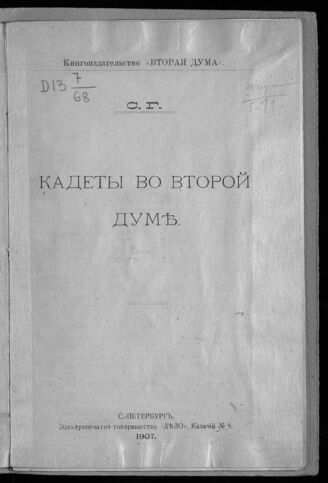 Книгоиздательство «ВТОРАЯ ДУМА»
D13 7/68
С. Г.
КАДЕТЫ ВО ВТОРОЙ
ДУМѢ.
С.-ПЕТЕРБУРГЪ.
Электропечатня товарищества «ДѢЛО», Казачій № 9.
1907.